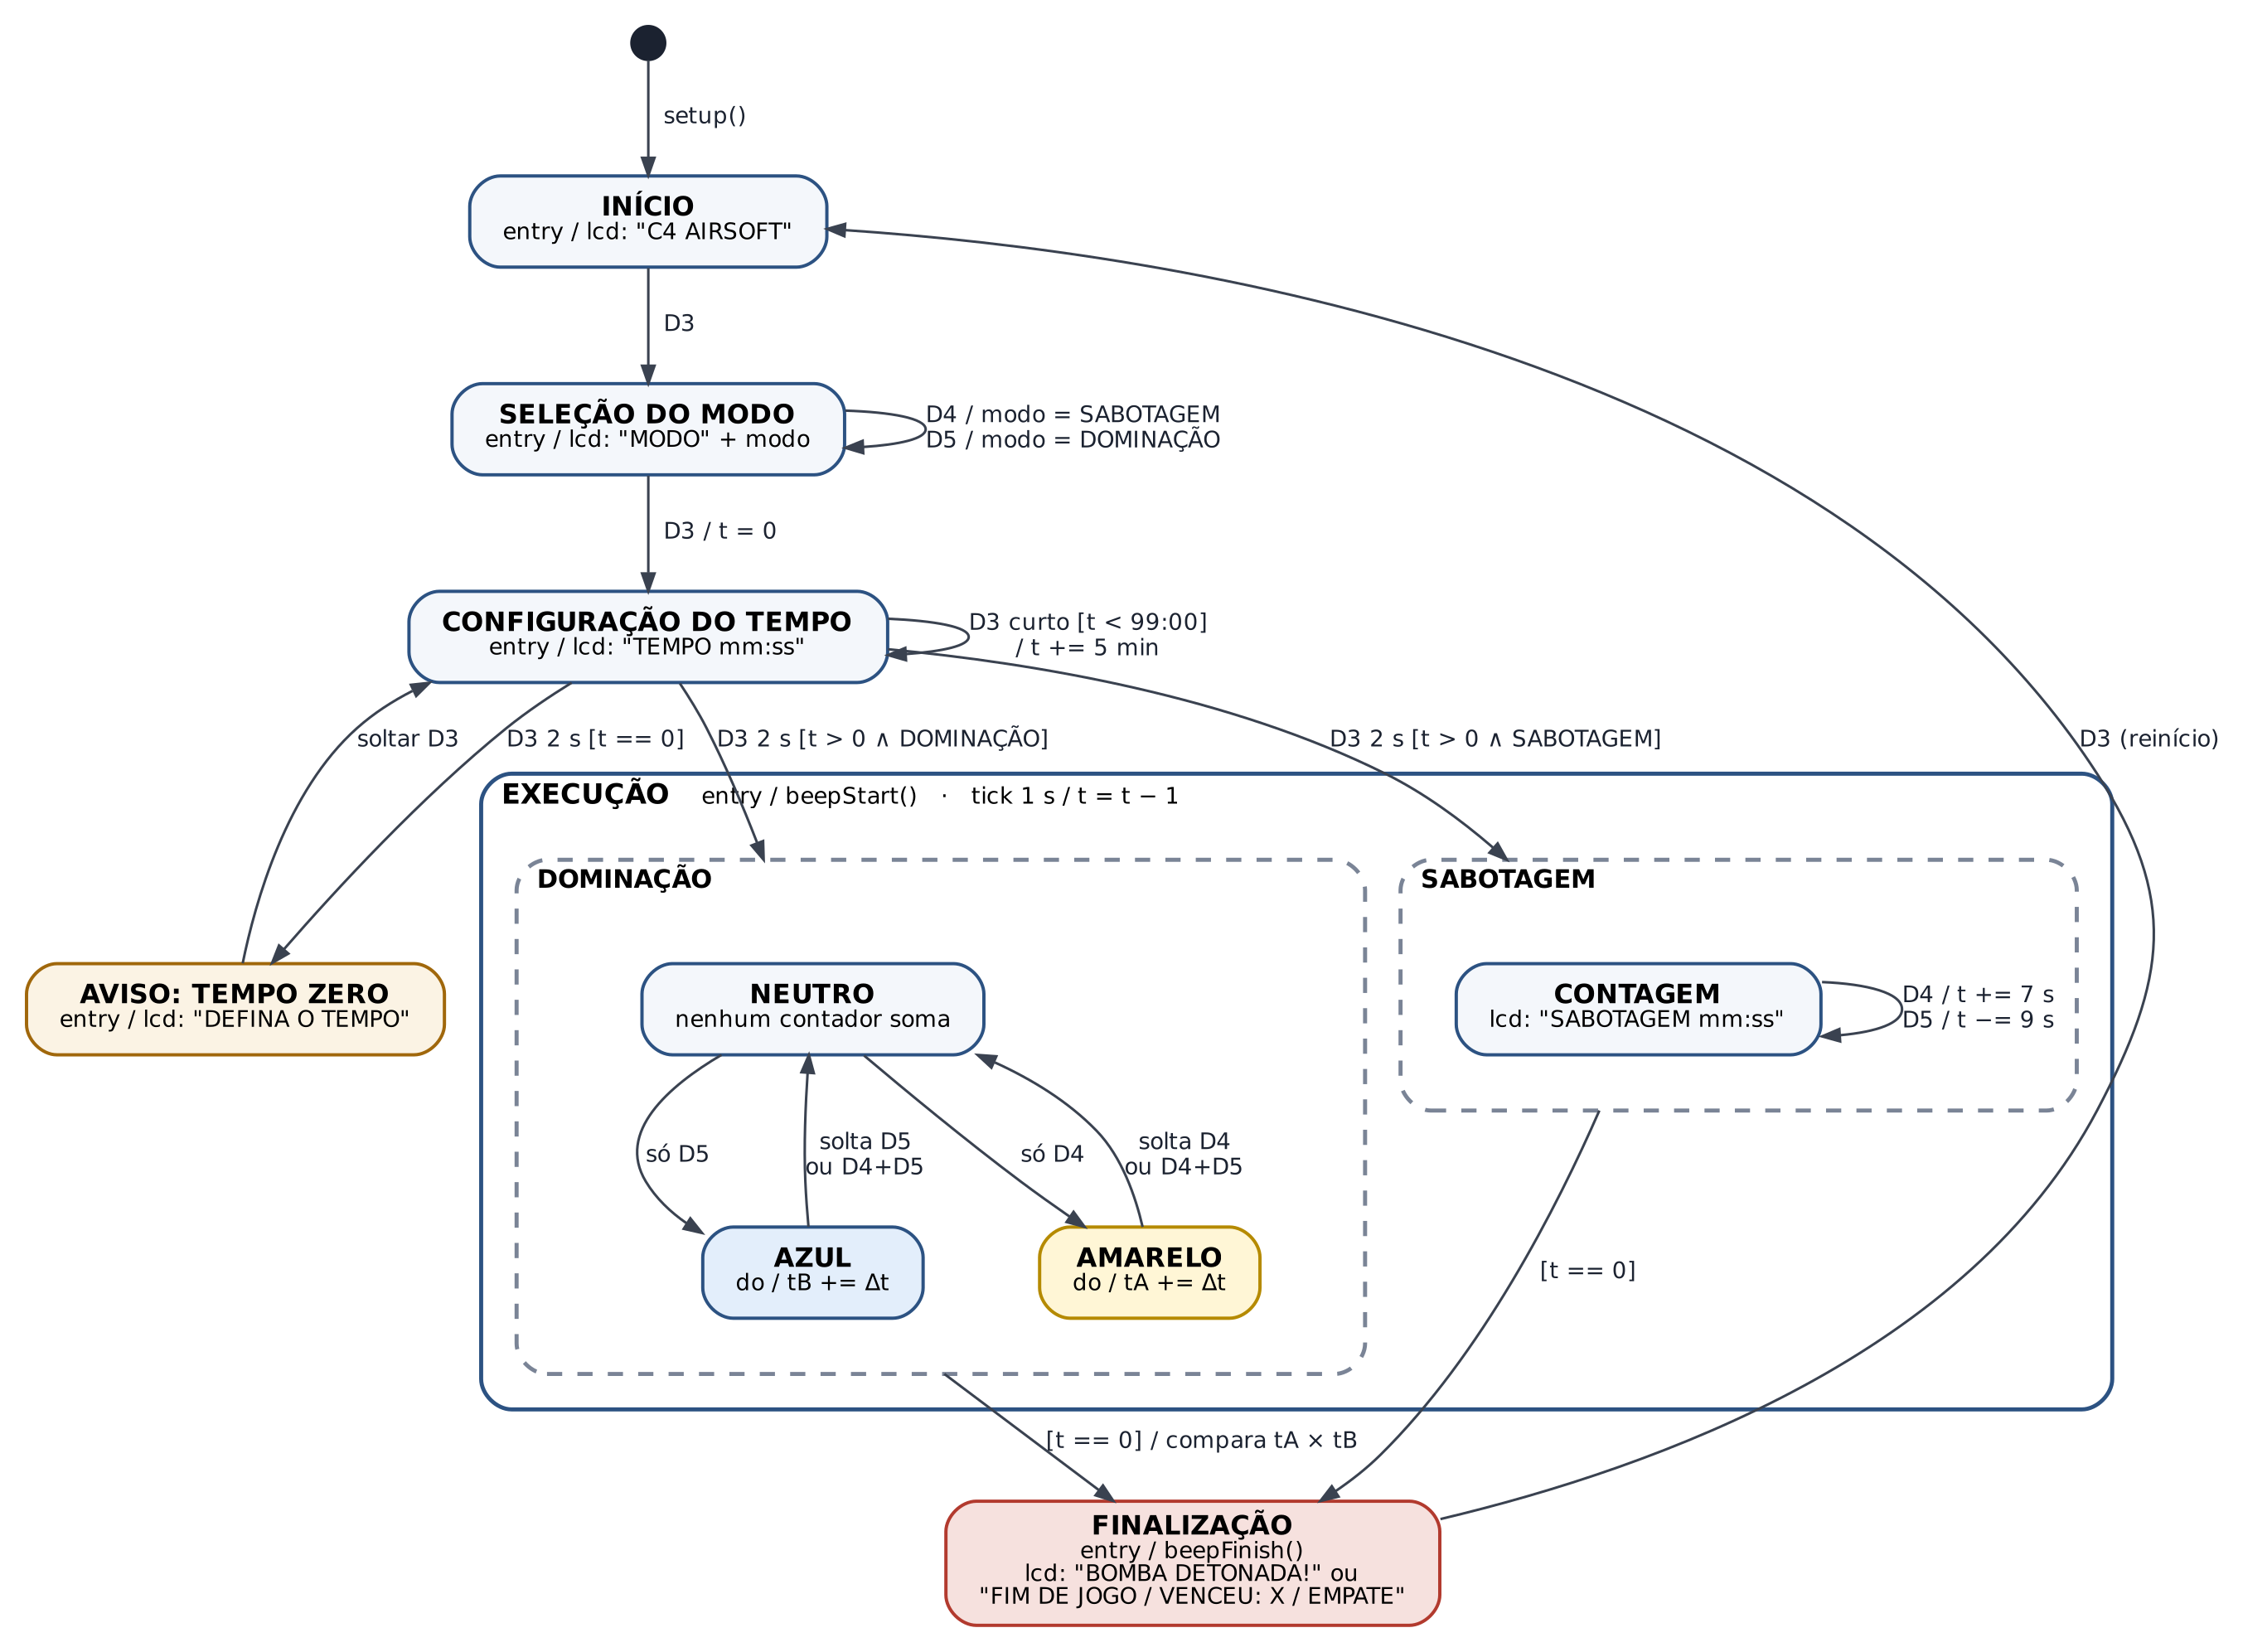 setup()
INÍCIO
entry / lcd: "C4 AIRSOFT"
D3
SELEÇÃO DO MODO
entry / lcd: "MODO" + modo
D4 / modo = SABOTAGEM
D5 / modo = DOMINAÇÃO
D3 / t = 0
CONFIGURAÇÃO DO TEMPO
entry / lcd: "TEMPO mm:ss"
D3 curto [t < 99:00]
/ t += 5 min
soltar D3
D3 2 s [t == 0]
D3 2 s [t > 0 ∧ DOMINAÇÃO]
D3 2 s [t > 0 ∧ SABOTAGEM]
D3 (reinício)
EXECUÇÃO entry / beepStart() · tick 1 s / t = t − 1
DOMINAÇÃO
SABOTAGEM
AVISO: TEMPO ZERO
entry / lcd: "DEFINA O TEMPO"
NEUTRO
nenhum contador soma
CONTAGEM
lcd: "SABOTAGEM mm:ss"
D4 / t += 7 s
D5 / t −= 9 s
só D5
solta D5
ou D4+D5
só D4
solta D4
ou D4+D5
AZUL
do / tB += Δt
AMARELO
do / tA += Δt
[t == 0]
[t == 0] / compara tA × tB
FINALIZAÇÃO
entry / beepFinish()
lcd: "BOMBA DETONADA!" ou
"FIM DE JOGO / VENCEU: X / EMPATE"